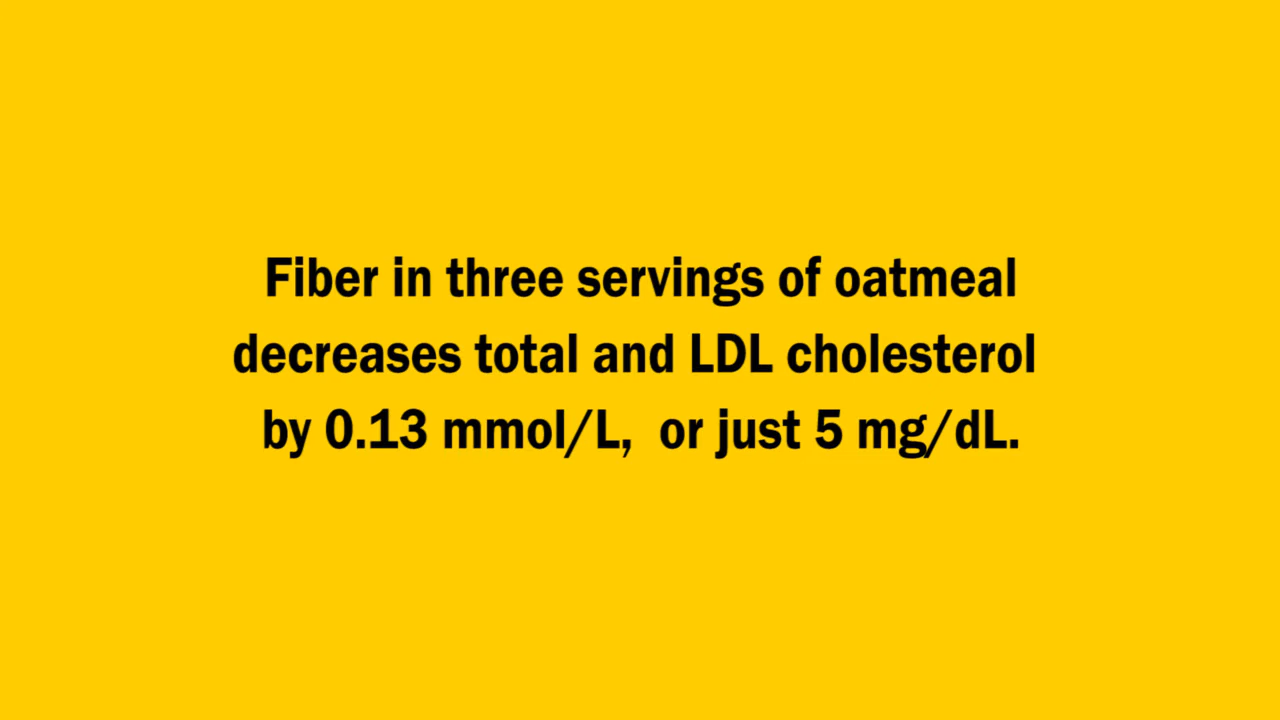 Fiber in three servings of oatmeal
decreases total and LDL cholesterol
by 0.13 mmol/L,  or just 5 mg/dL.